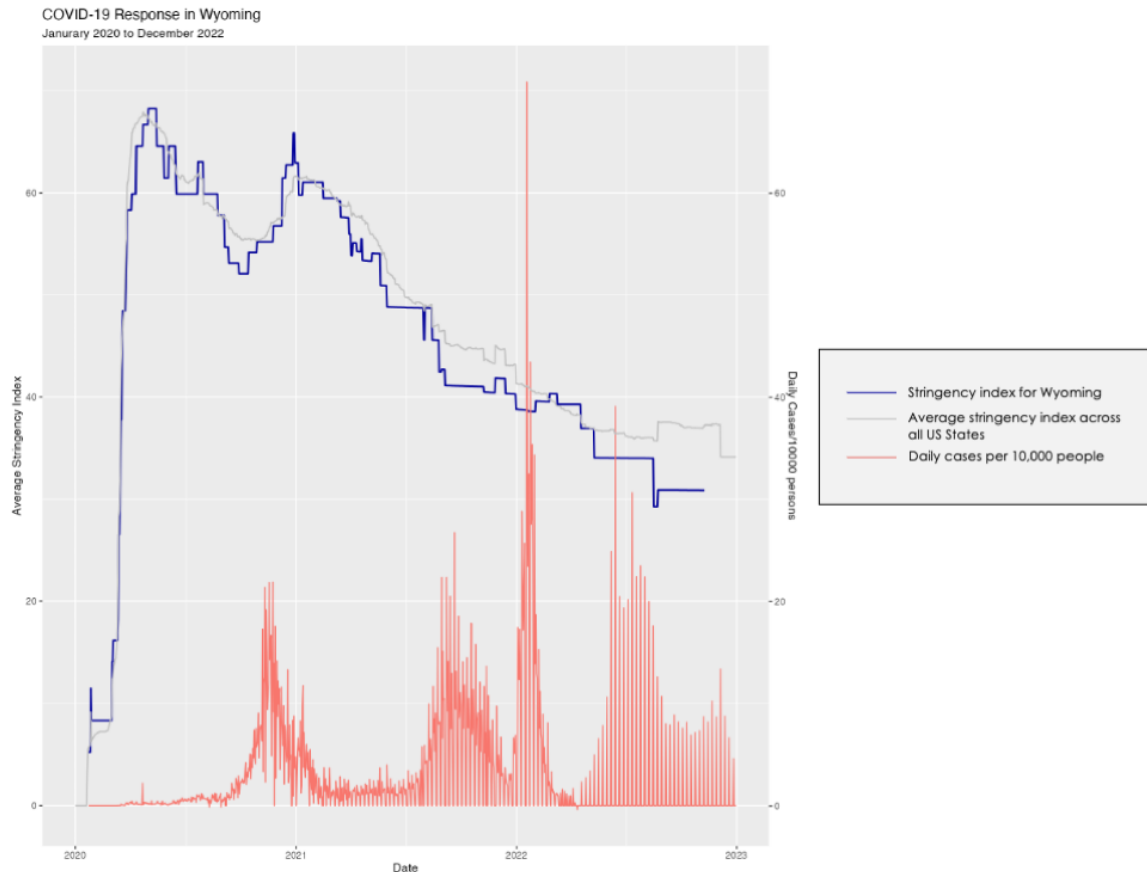 COVID-19 Response in Wyoming
Janurary 2020 to December 2022
Average Stringency Index
60
40
20
0
60
40
20
0
Daily Cases/10000 persons
2020
2021
2022
2023
Date
Stringency index for Wyoming
Average stringency index across
all US States
Daily cases per 10,000 people